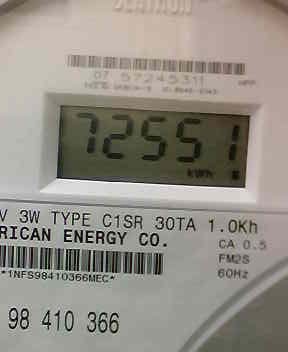 CENTRON
07 57245311
72551
kWh
V 3W TYPE C1SR 30TA 1.0Kh
RICAN ENERGY CO.
CA 0.5
FM2S
60Hz
*1NFS98410366MEC*
98 410 366